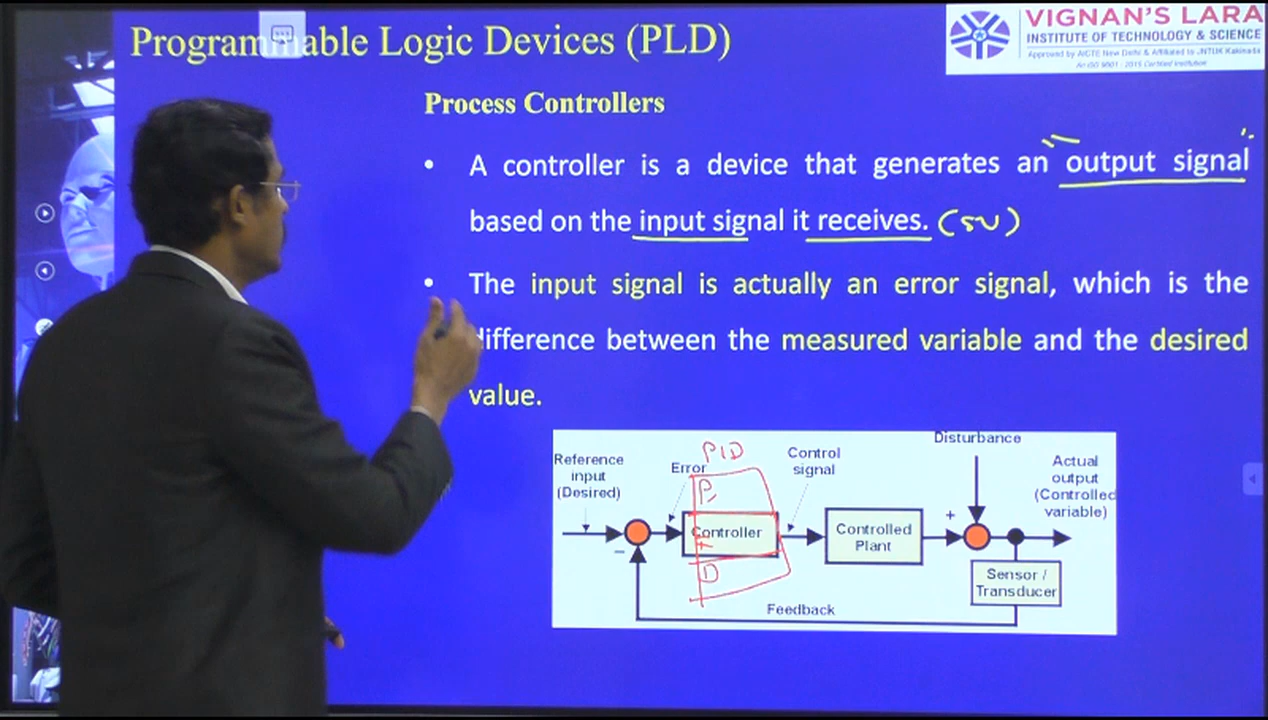 Programmable Logic Devices (PLD)
VIGNAN'S LARA
INSTITUTE OF TECHNOLOGY & SCIENCE
Approved by AICTE New Delhi & Affiliated to JNTUK Kakinada
An ISO 9001 : 2015 Certified Institution
Process Controllers
• A controller is a device that generates an "output signal"
based on the input signal it receives. (5V)
• The input signal is actually an error signal, which is the
difference between the measured variable and the desired
value.
Reference
input
(Desired)
Error
PID
P
Controller
I
D
Control
signal
Controlled
Plant
Disturbance
+
−
Actual
output
(Controlled
variable)
Sensor /
Transducer
Feedback